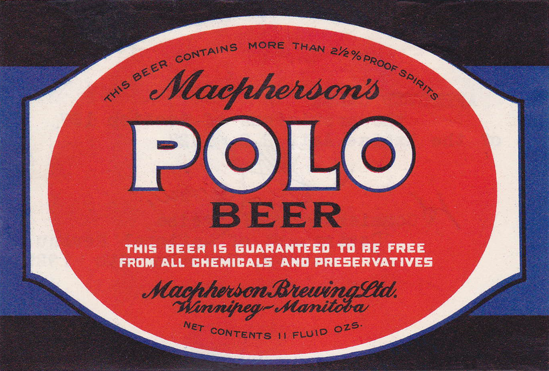 THIS BEER CONTAINS MORE THAN 2½% PROOF SPIRITS
Macpherson's
POLO
BEER
THIS BEER IS GUARANTEED TO BE FREE
FROM ALL CHEMICALS AND PRESERVATIVES
Macpherson Brewing Ltd.
Winnipeg-Manitoba
NET CONTENTS 11 FLUID OZS.